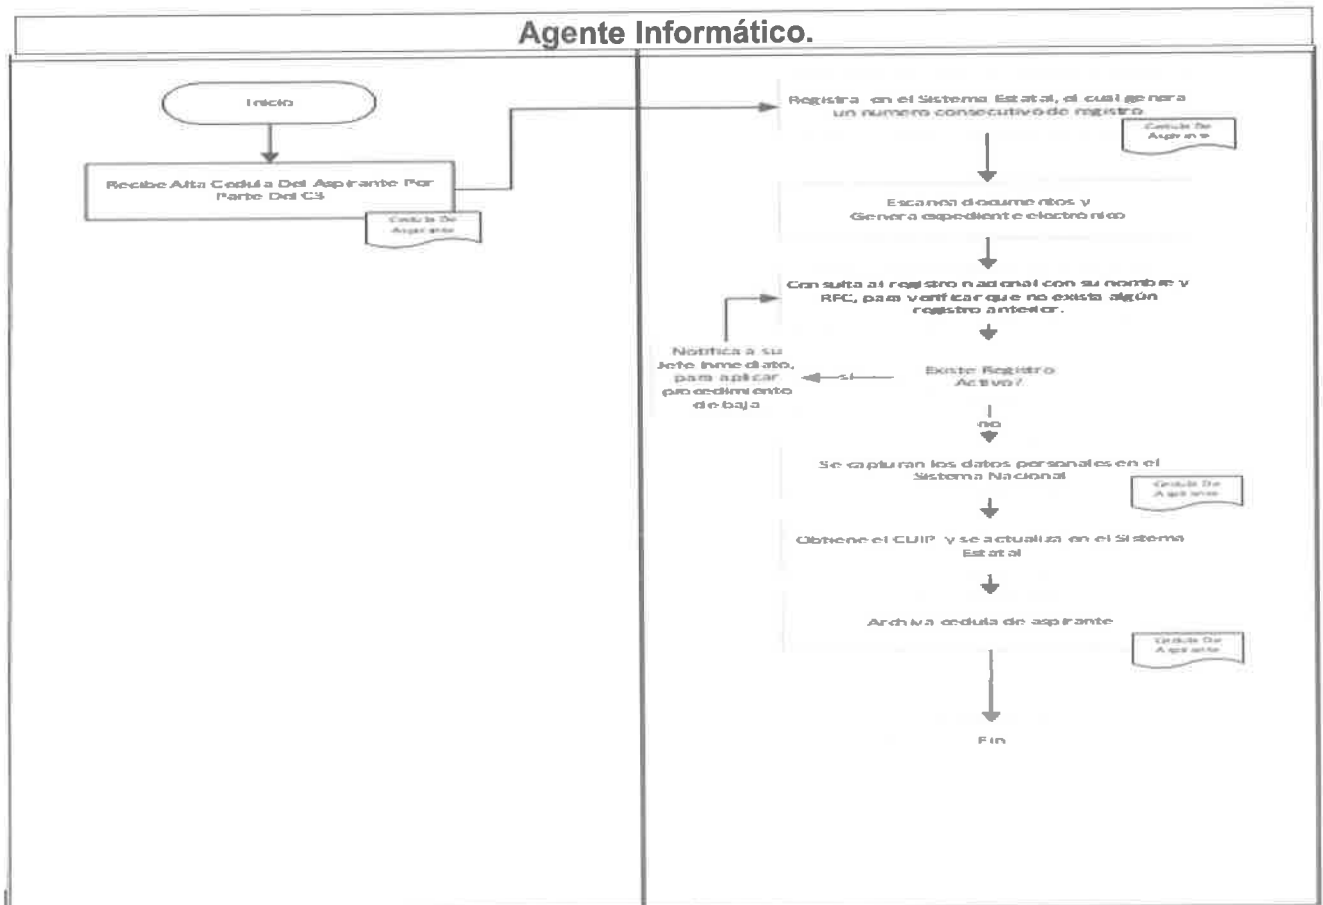 Agente Informático.
Inicio
Recibe Alta Cedula Del Aspirante Por
Parte Del C3
Cedula De
Aspirante
Registra en el Sistema Estatal, el cual genera
un numero consecutivo de registro
Cedula De
Aspirante
Escanea documentos y
Genera expediente electrónico
Consulta al registro nacional con su nombre y
RFC, para verificar que no exista algún
registro anterior.
Notifica a su
Jefe Inmediato,
para aplicar
procedimiento
de baja
si
Existe Registro
Activo?
no
Se capturan los datos personales en el
Sistema Nacional
Cedula De
Aspirante
Obtiene el CUIP y se actualiza en el Sistema
Estatal
Archiva cedula de aspirante
Cedula De
Aspirante
Fin